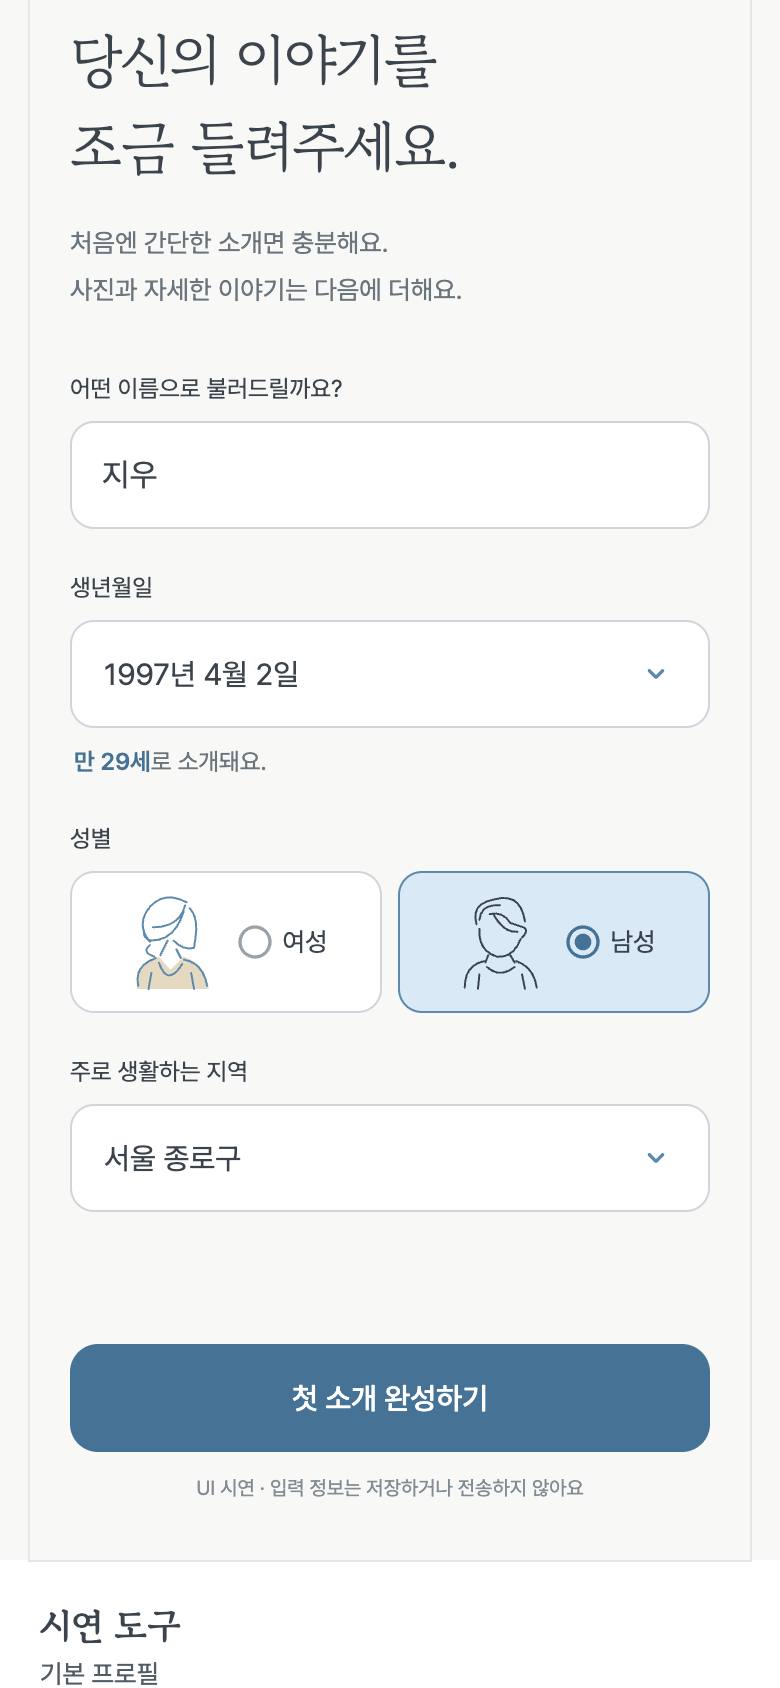 당신의 이야기를
조금 들려주세요.
처음엔 간단한 소개면 충분해요.
사진과 자세한 이야기는 다음에 더해요.
어떤 이름으로 불러드릴까요?
지우
생년월일
1997년 4월 2일
만 29세로 소개돼요.
성별
여성
남성
주로 생활하는 지역
서울 종로구
첫 소개 완성하기
UI 시연 · 입력 정보는 저장하거나 전송하지 않아요
시연 도구
기본 프로필